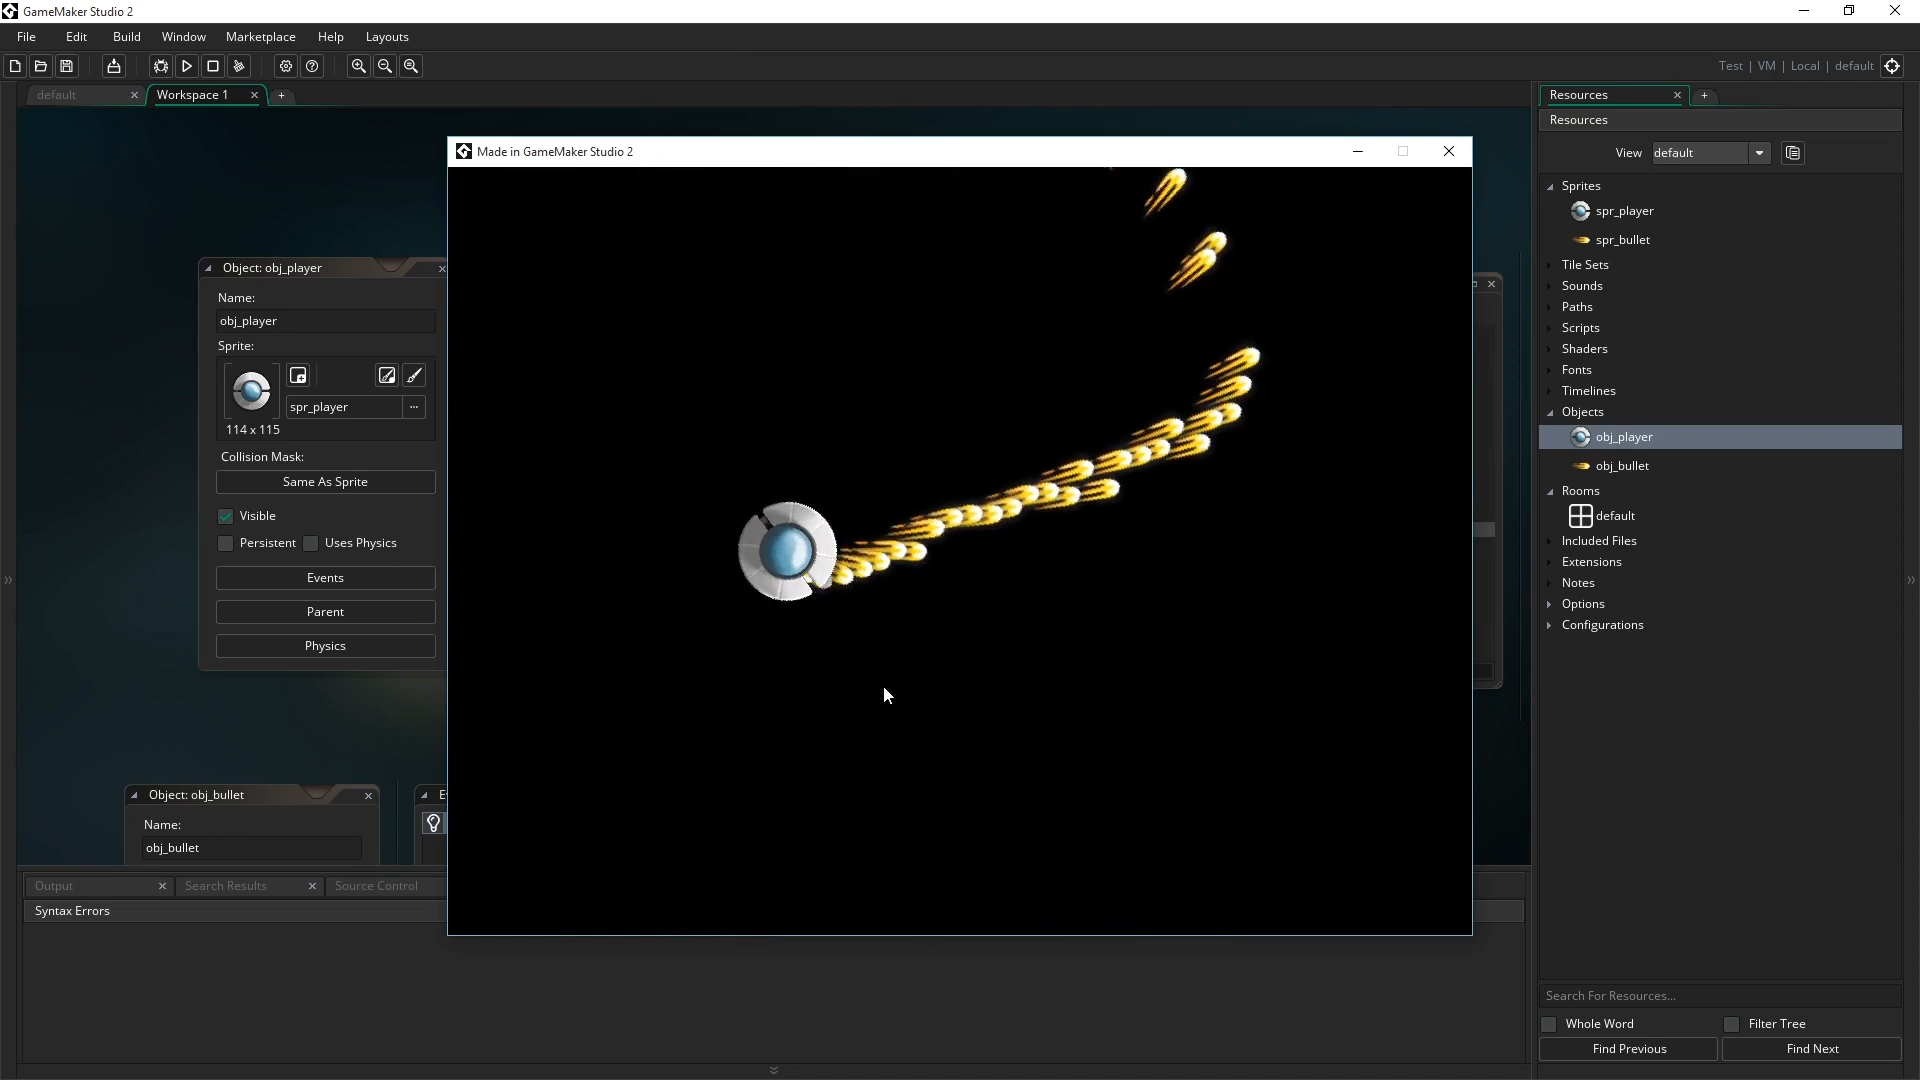 GameMaker Studio 2
File Edit Build Window Marketplace Help Layouts
Test | VM | Local | default
default
Workspace 1
Resources
Resources
View default
Sprites
spr_player
spr_bullet
Tile Sets
Sounds
Paths
Scripts
Shaders
Fonts
Timelines
Objects
obj_player
obj_bullet
Rooms
default
Included Files
Extensions
Notes
Options
Configurations
Search For Resources...
Whole Word
Filter Tree
Find Previous
Find Next
Made in GameMaker Studio 2
Object: obj_player
Name:
obj_player
Sprite:
spr_player
...
114 x 115
Collision Mask:
Same As Sprite
Visible
Persistent
Uses Physics
Events
Parent
Physics
Object: obj_bullet
Name:
obj_bullet
Output
Search Results
Source Control
Syntax Errors